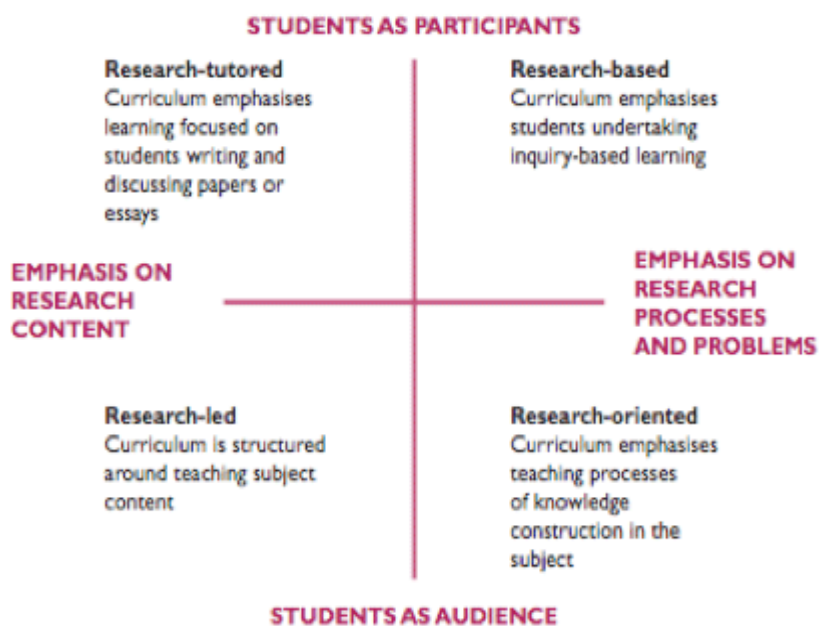 STUDENTS AS PARTICIPANTS
Research-tutored
Curriculum emphasises
learning focused on
students writing and
discussing papers or
essays
Research-based
Curriculum emphasises
students undertaking
inquiry-based learning
EMPHASIS ON
RESEARCH
CONTENT
EMPHASIS ON
RESEARCH
PROCESSES
AND PROBLEMS
Research-led
Curriculum is structured
around teaching subject
content
Research-oriented
Curriculum emphasises
teaching processes
of knowledge
construction in the
subject
STUDENTS AS AUDIENCE